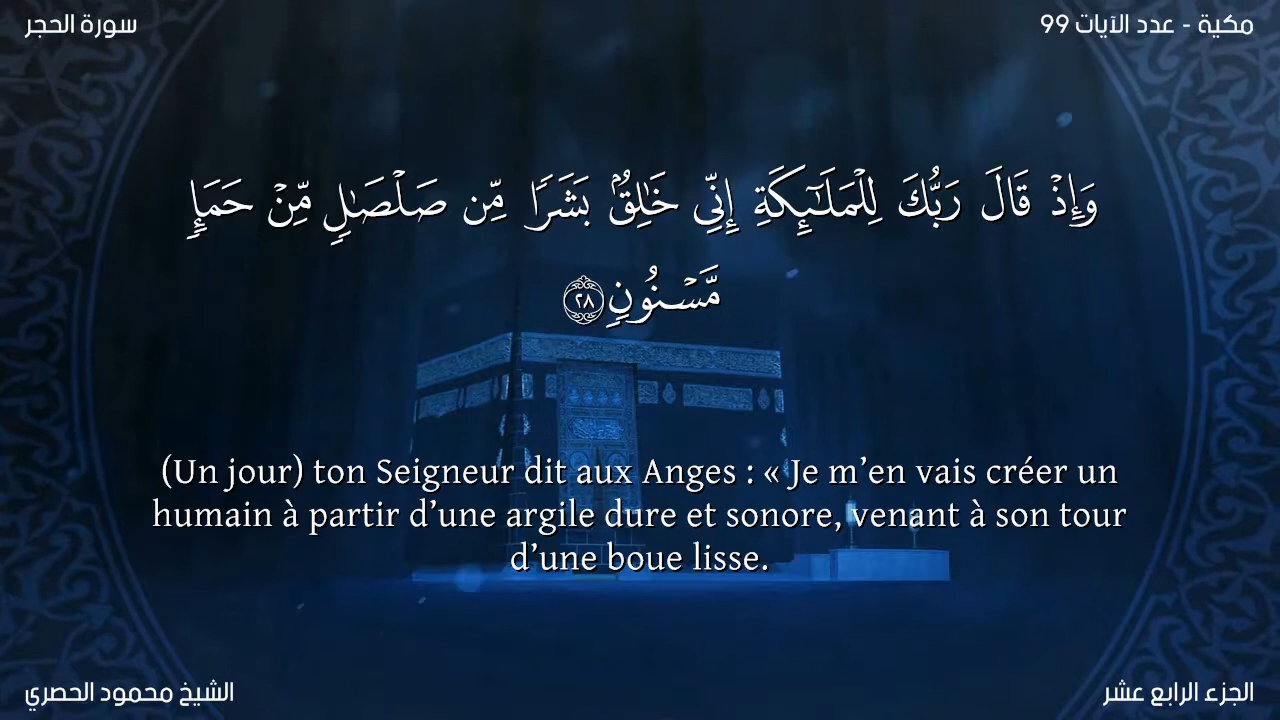 سورة الحجر
مكية - عدد الآيات 99
وَإِذۡ قَالَ رَبُّكَ لِلۡمَلَٰٓئِكَةِ إِنِّي خَٰلِقُۢ بَشَرٗا مِّن صَلۡصَٰلٖ مِّنۡ حَمَإٖ
مَّسۡنُونٖ ٢٨
(Un jour) ton Seigneur dit aux Anges : « Je m’en vais créer un
humain à partir d’une argile dure et sonore, venant à son tour
d’une boue lisse.
الشيخ محمود الحصري
الجزء الرابع عشر